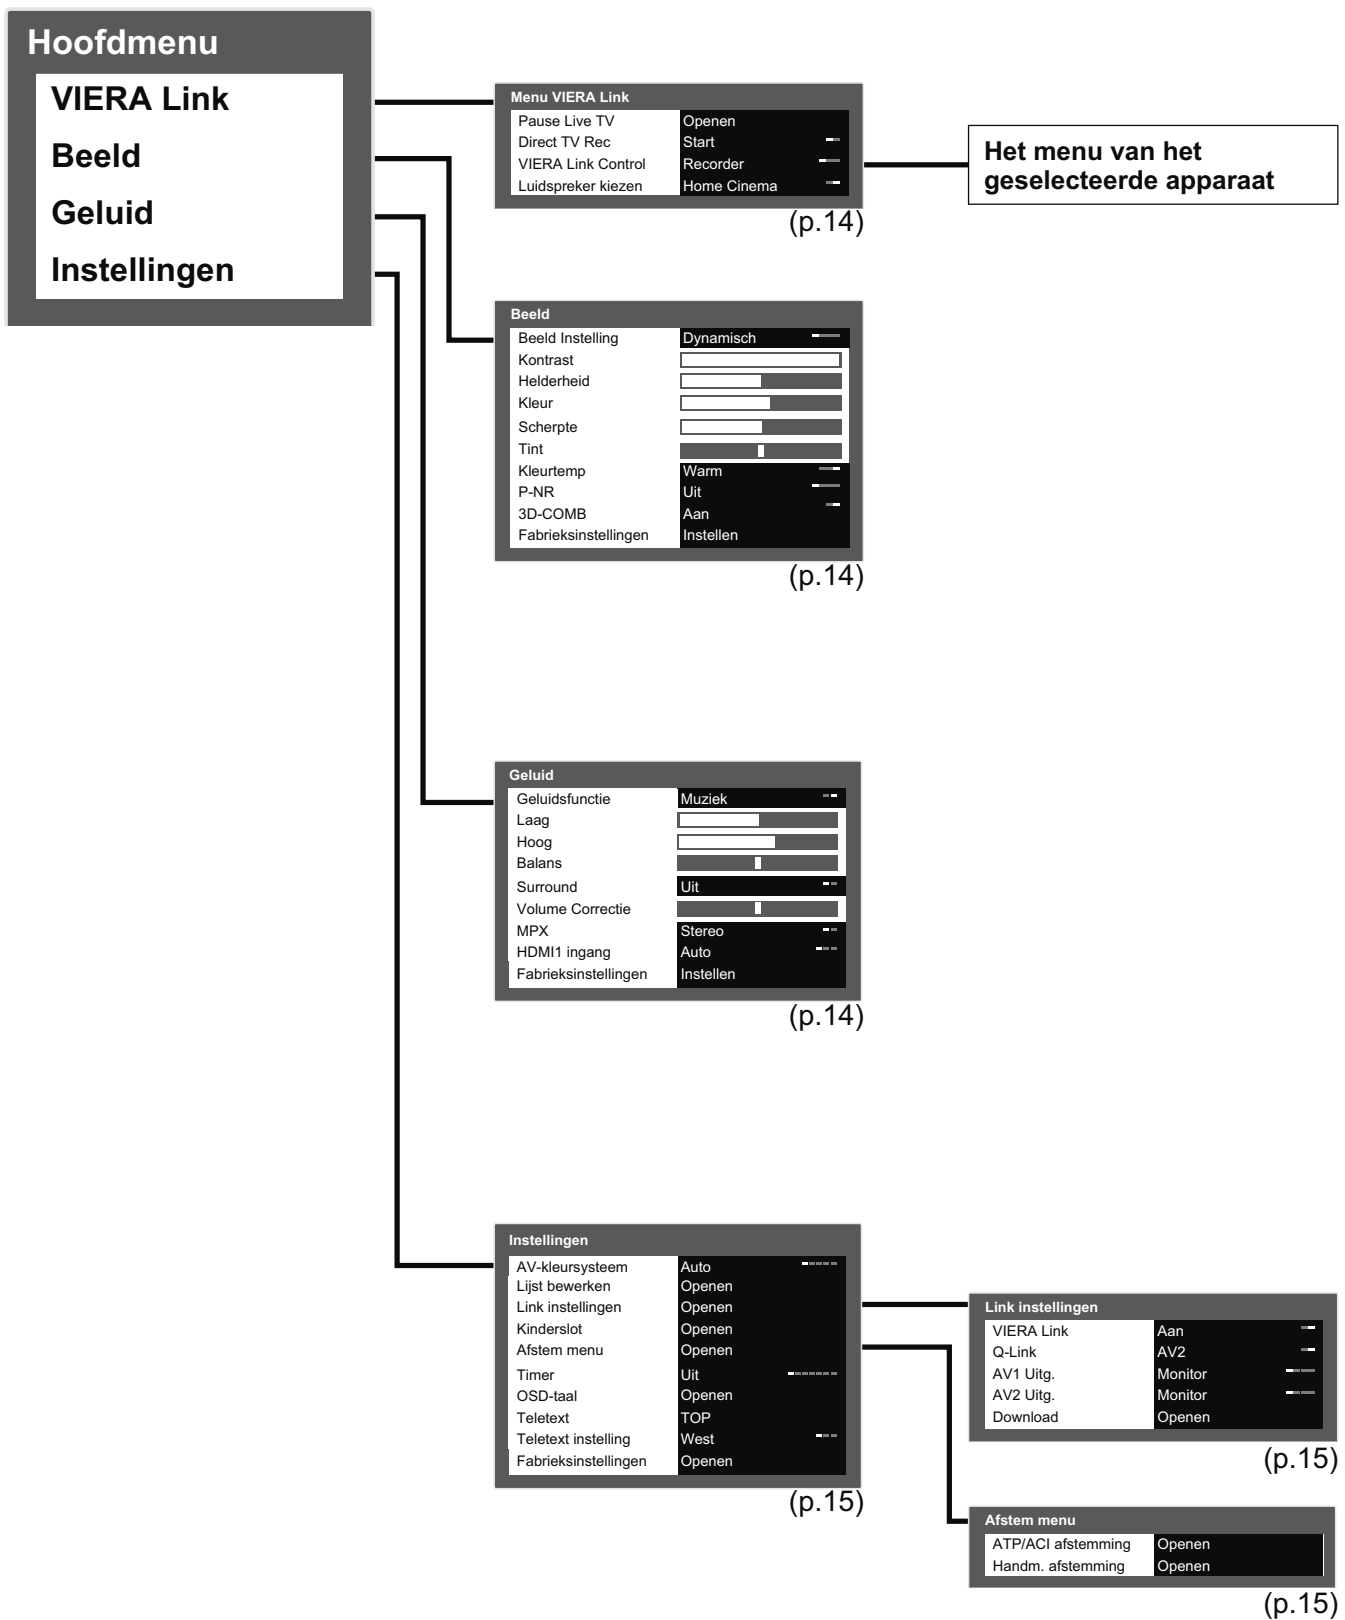 Hoofdmenu
VIERA Link
Beeld
Geluid
Instellingen
Menu VIERA Link
Pause Live TV Openen
Direct TV Rec Start
VIERA Link Control Recorder
Luidspreker kiezen Home Cinema
(p.14)
Het menu van het
geselecteerde apparaat
Beeld
Beeld Instelling Dynamisch
Kontrast
Helderheid
Kleur
Scherpte
Tint
Kleurtemp Warm
P-NR Uit
3D-COMB Aan
Fabrieksinstellingen Instellen
(p.14)
Geluid
Geluidsfunctie Muziek
Laag
Hoog
Balans
Surround Uit
Volume Correctie
MPX Stereo
HDMI1 ingang Auto
Fabrieksinstellingen Instellen
(p.14)
Instellingen
AV-kleursysteem Auto
Lijst bewerken Openen
Link instellingen Openen
Kinderslot Openen
Afstem menu Openen
Timer Uit
OSD-taal Openen
Teletext TOP
Teletext instelling West
Fabrieksinstellingen Openen
(p.15)
Link instellingen
VIERA Link Aan
Q-Link AV2
AV1 Uitg. Monitor
AV2 Uitg. Monitor
Download Openen
(p.15)
Afstem menu
ATP/ACI afstemming Openen
Handm. afstemming Openen
(p.15)